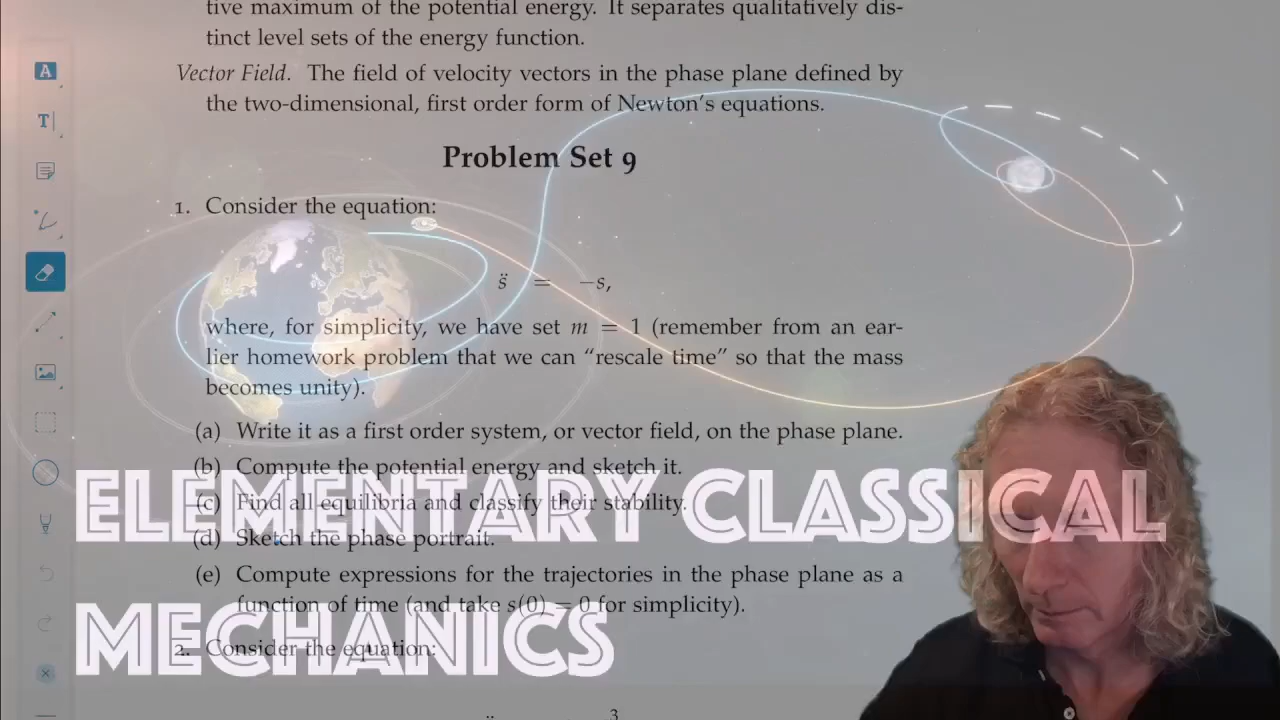 tive maximum of the potential energy. It separates qualitatively dis-
tinct level sets of the energy function.
Vector Field. The field of velocity vectors in the phase plane defined by
the two-dimensional, first order form of Newton's equations.
Problem Set 9
1. Consider the equation:
s̈ = −s,
where, for simplicity, we have set m = 1 (remember from an ear-
lier homework problem that we can “rescale time” so that the mass
becomes unity).
(a) Write it as a first order system, or vector field, on the phase plane.
(b) Compute the potential energy and sketch it.
(c) Find all equilibria and classify their stability.
(d) Sketch the phase portrait.
(e) Compute expressions for the trajectories in the phase plane as a
function of time (and take s(0) = 0 for simplicity).
2. Consider the equation:
3
ELEMENTARY CLASSICAL
MECHANICS
A
T